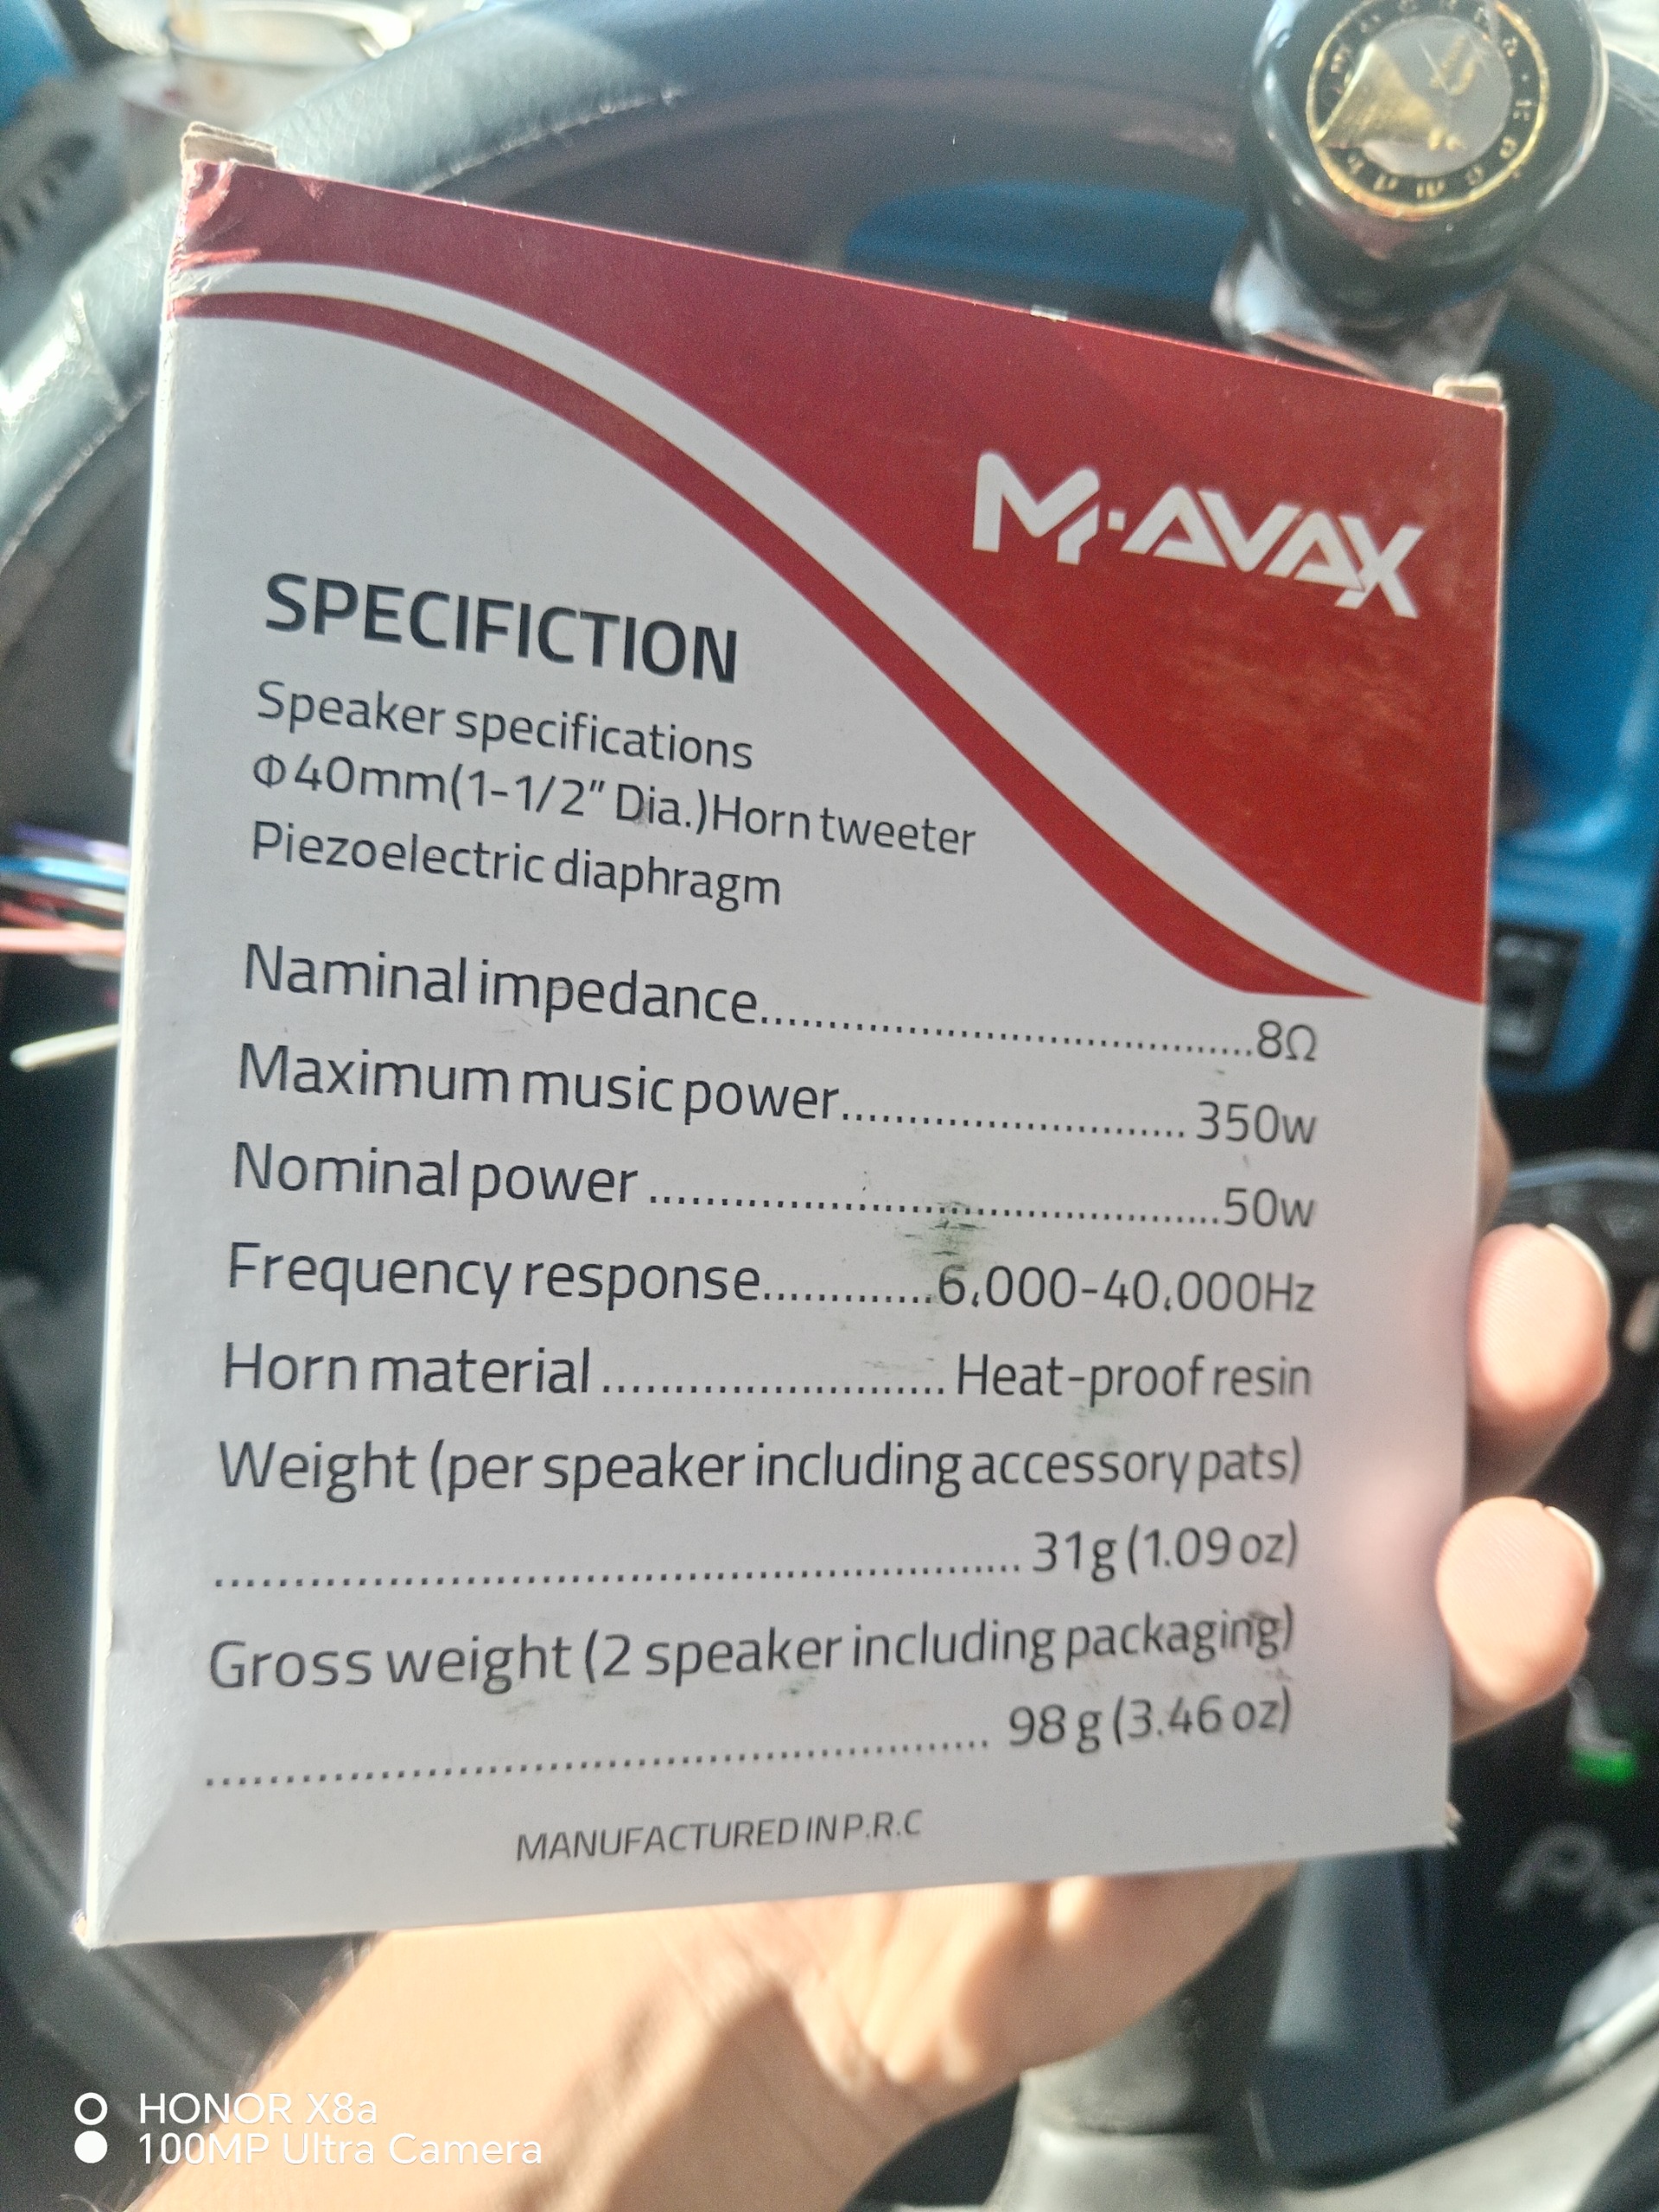 M·AVAX
SPECIFICTION
Speaker specifications
Φ40mm(1-1/2” Dia.)Horn tweeter
Piezoelectric diaphragm
Naminal impedance....................................8Ω
Maximum music power.......................... 350w
Nominal power ..........................................50w
Frequency response.............6,000-40,000Hz
Horn material ......................... Heat-proof resin
Weight (per speaker including accessory pats)
............................................................ 31g (1.09 oz)
Gross weight (2 speaker including packaging)
............................................................ 98 g (3.46 oz)
MANUFACTURED IN P.R.C
HONOR X8a
100MP Ultra Camera